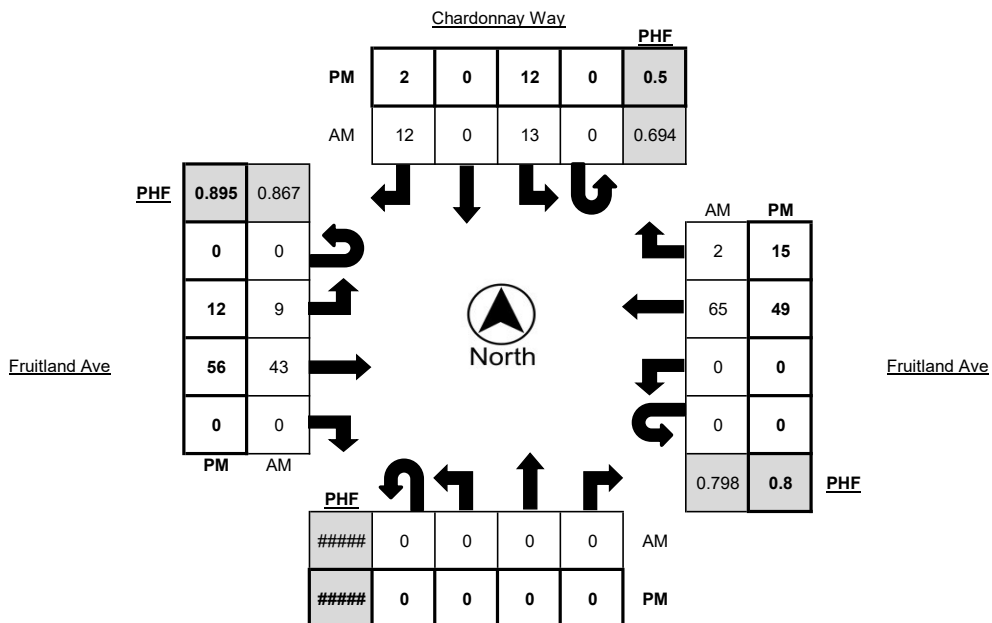 Chardonnay Way
PHF
PM 2 0 12 0 0.5
AM 12 0 13 0 0.694
PHF 0.895 0.867
0 0
12 9
56 43
0 0
PM AM
Fruitland Ave
North
AM PM
2 15
65 49
0 0
0 0
0.798 0.8 PHF
Fruitland Ave
PHF
##### 0 0 0 0 AM
##### 0 0 0 0 PM